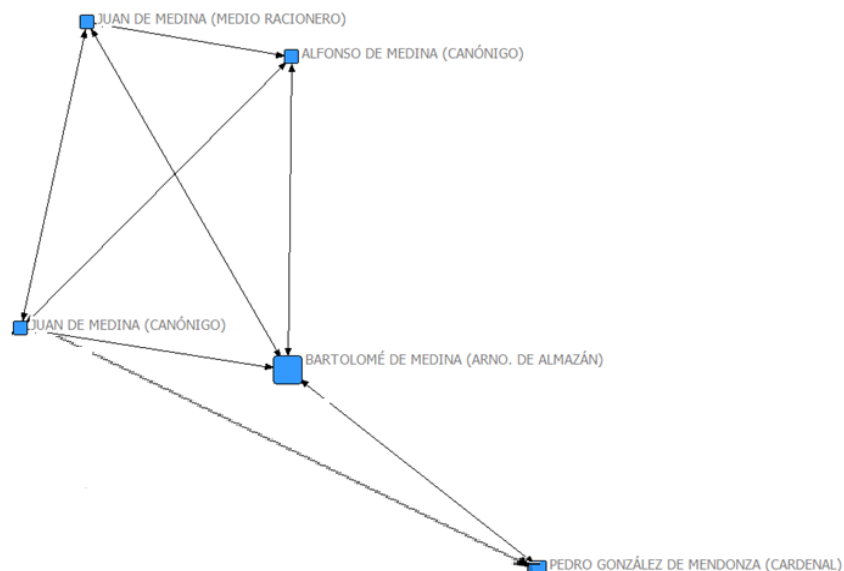 JUAN DE MEDINA (MEDIO RACIONERO)
ALFONSO DE MEDINA (CANÓNIGO)
JUAN DE MEDINA (CANÓNIGO)
BARTOLOMÉ DE MEDINA (ARNO. DE ALMAZÁN)
PEDRO GONZÁLEZ DE MENDONZA (CARDENAL)